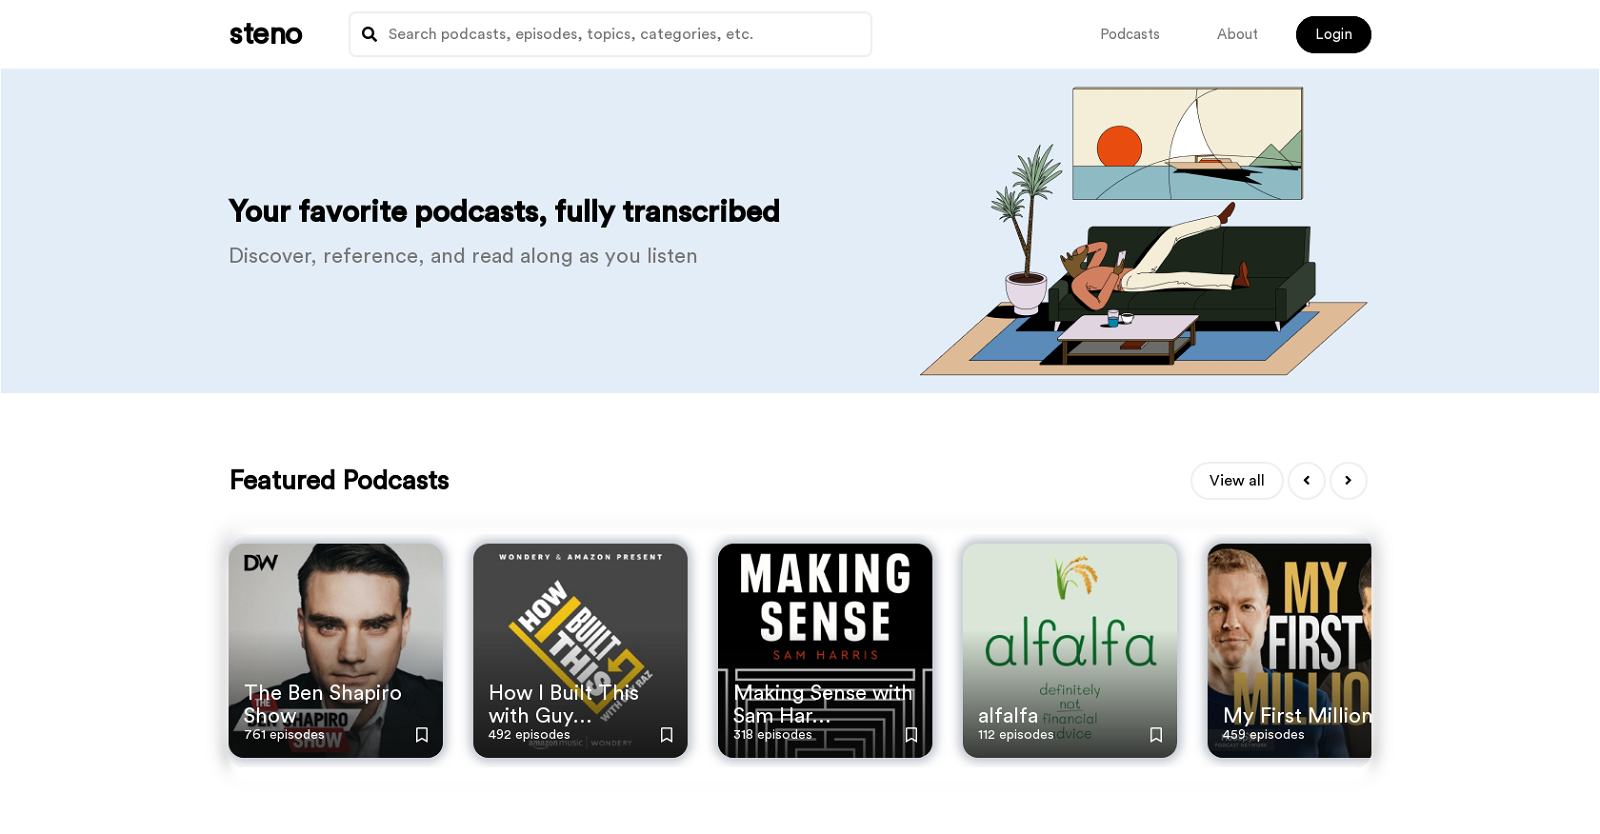 steno
Search podcasts, episodes, topics, categories, etc.
Podcasts
About
Login
Your favorite podcasts, fully transcribed
Discover, reference, and read along as you listen
Featured Podcasts
View all
DW
THE
BEN SHAPIRO
SHOW
The Ben Shapiro
Show
761 episodes
WONDERY & AMAZON PRESENT
HOW
I BUILT
THIS
WITH GUY RAZ
amazon music | WONDERY
How I Built This
with Guy...
492 episodes
MAKING
SENSE
SAM HARRIS
Making Sense with
Sam Har...
318 episodes
alfalfa
definitely
not
financial
advice
alfalfa
112 episodes
MY
FIRST
MILLIO
PODCAST NETWORK
My First Million
459 episodes